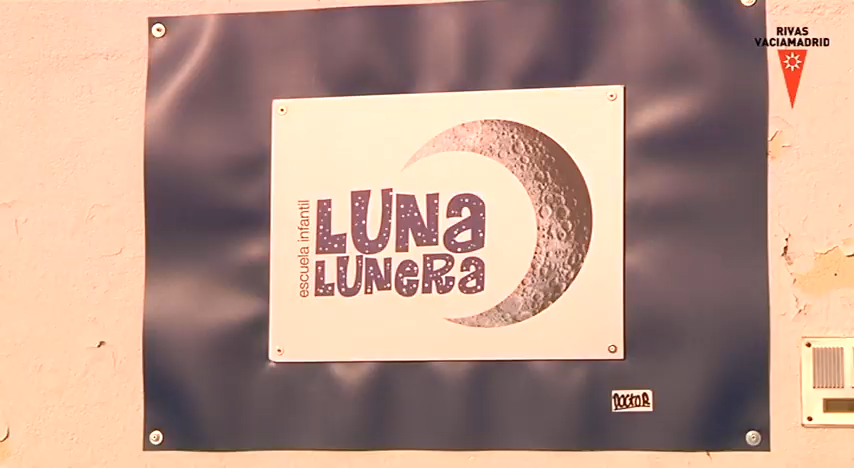 RIVAS
VACIAMADRID
escuela infantil
LUNA
LUNERA
DOCTOR